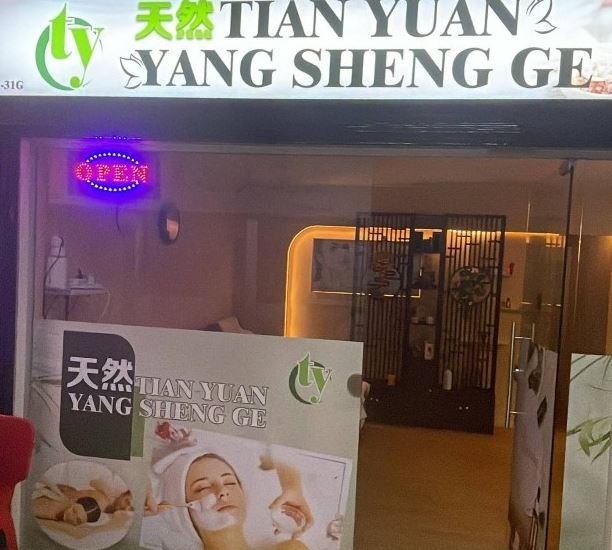 ty
天然 TIAN YUAN
YANG SHENG GE
-31G
OPEN
天然 TIAN YUAN
YANG SHENG GE
ty